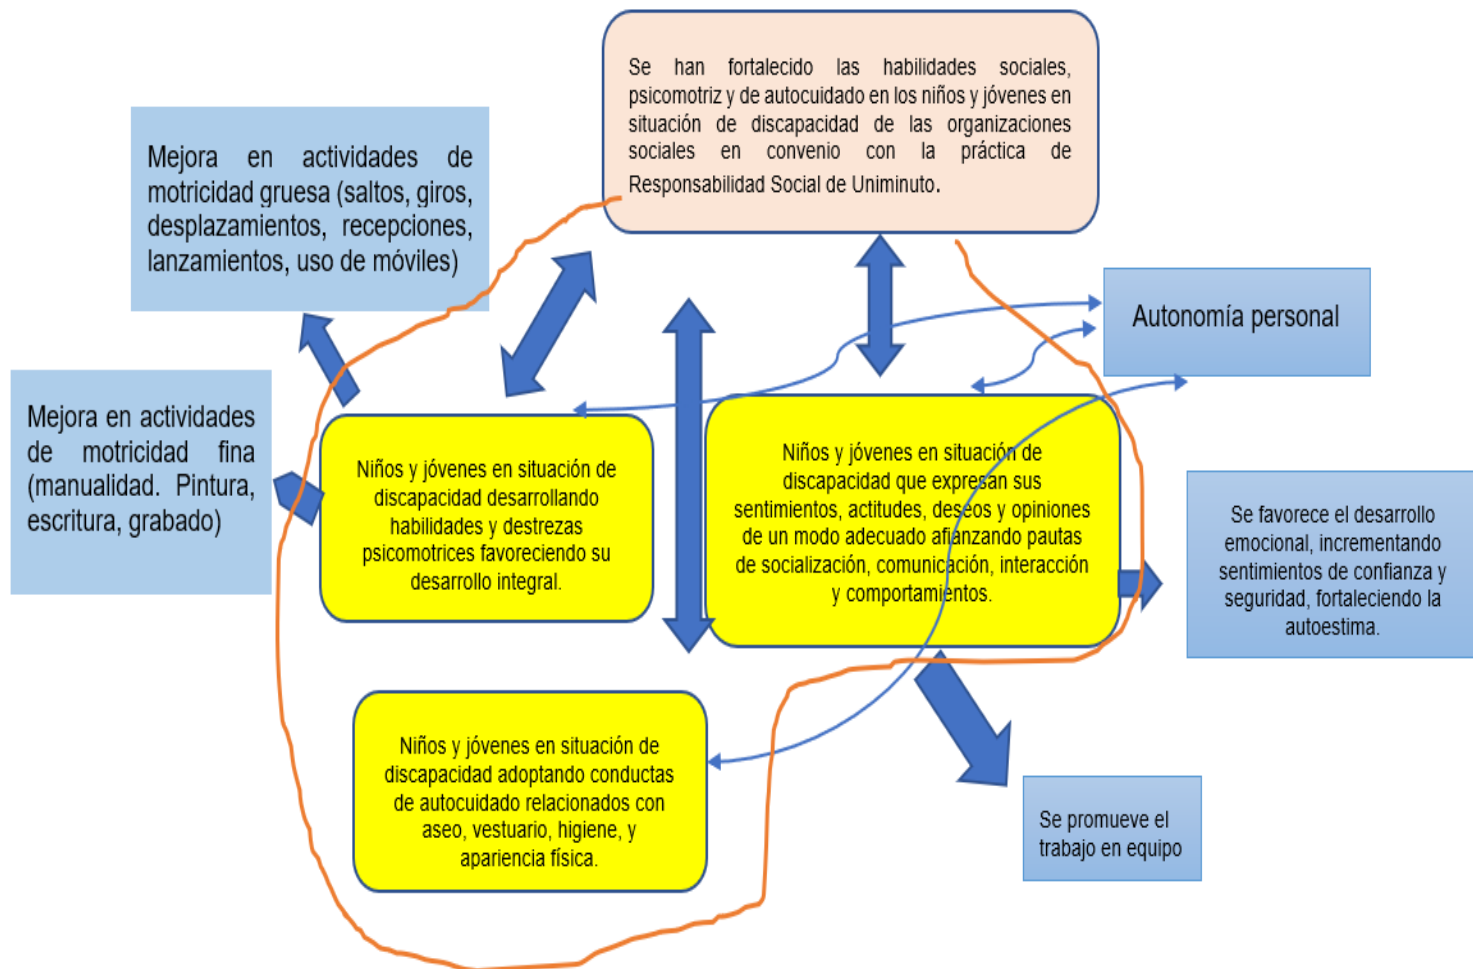 Se han fortalecido las habilidades sociales,
psicomotriz y de autocuidado en los niños y jóvenes en
situación de discapacidad de las organizaciones
sociales en convenio con la práctica de
Responsabilidad Social de Uniminuto.
Mejora en actividades de
motricidad gruesa (saltos, giros,
desplazamientos, recepciones,
lanzamientos, uso de móviles)
Autonomía personal
Mejora en actividades
de motricidad fina
(manualidad. Pintura,
escritura, grabado)
Niños y jóvenes en situación de
discapacidad desarrollando
habilidades y destrezas
psicomotrices favoreciendo su
desarrollo integral.
Niños y jóvenes en situación de
discapacidad que expresan sus
sentimientos, actitudes, deseos y opiniones
de un modo adecuado afianzando pautas
de socialización, comunicación, interacción
y comportamientos.
Se favorece el desarrollo
emocional, incrementando
sentimientos de confianza y
seguridad, fortaleciendo la
autoestima.
Niños y jóvenes en situación de
discapacidad adoptando conductas
de autocuidado relacionados con
aseo, vestuario, higiene, y
apariencia física.
Se promueve el
trabajo en equipo